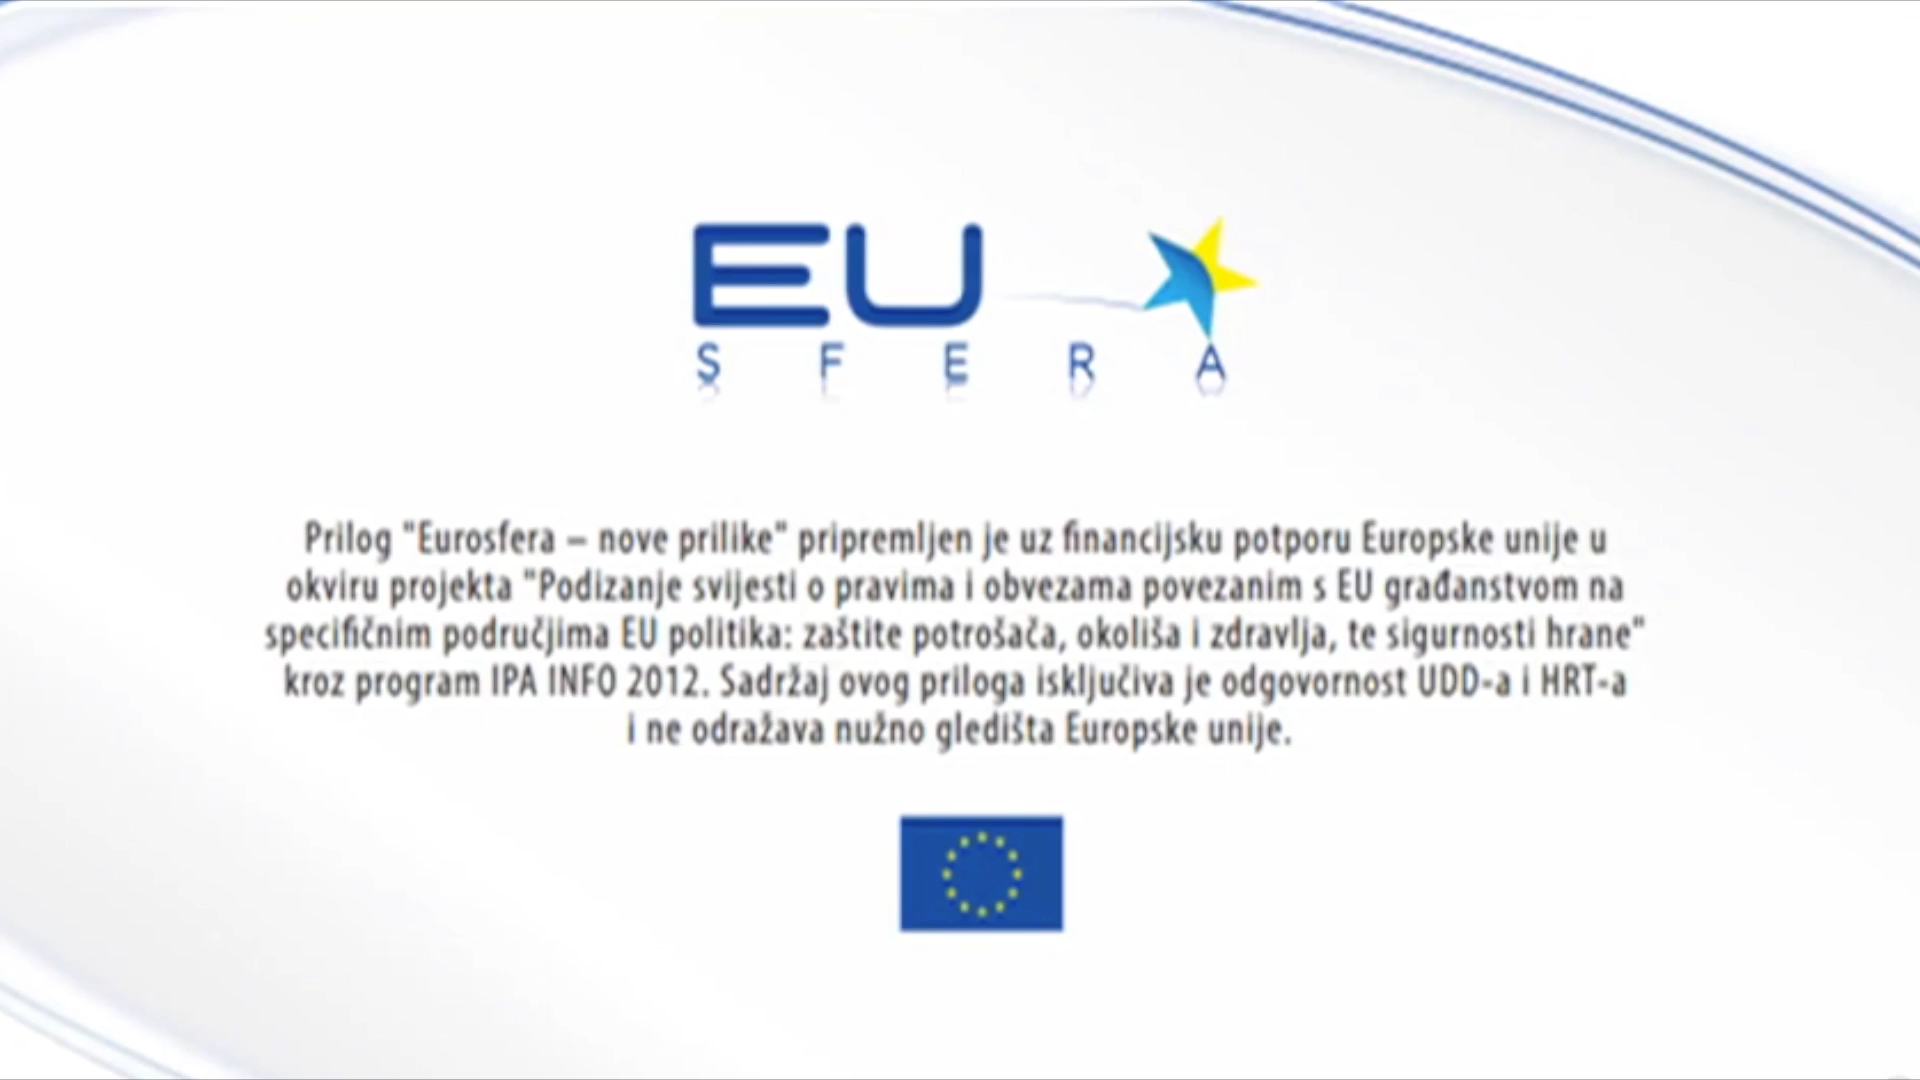 EU
SFERA
Prilog "Eurosfera – nove prilike" pripremljen je uz financijsku potporu Europske unije u
okviru projekta "Podizanje svijesti o pravima i obvezama povezanim s EU građanstvom na
specifičnim područjima EU politika: zaštite potrošača, okoliša i zdravlja, te sigurnosti hrane"
kroz program IPA INFO 2012. Sadržaj ovog priloga isključiva je odgovornost UDD-a i HRT-a
i ne odražava nužno gledišta Europske unije.